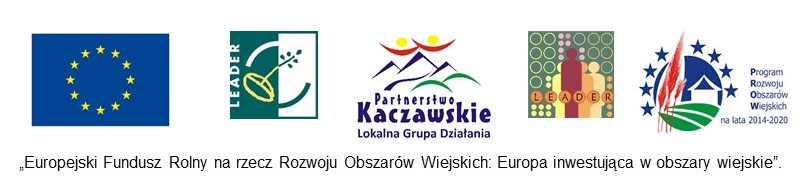 LEADER
Partnerstwo
Kaczawskie
Lokalna Grupa Działania
LEADER
Program
Rozwoju
Obszarów
Wiejskich
na lata 2014-2020
„Europejski Fundusz Rolny na rzecz Rozwoju Obszarów Wiejskich: Europa inwestująca w obszary wiejskie”.